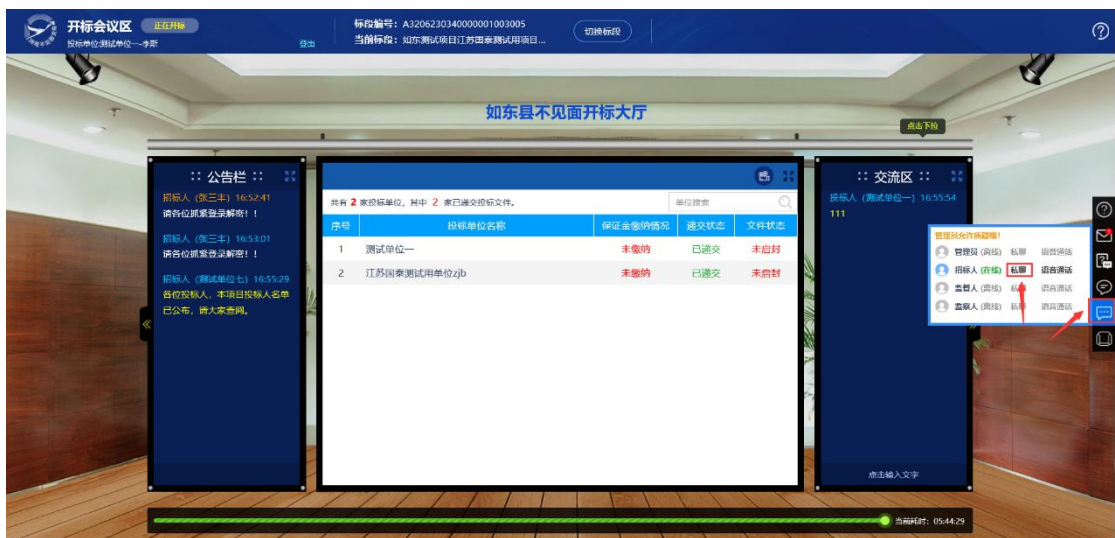 开标会议区 正在开标
投标单位:测试单位一--李斯 登出
标段编号：A3206230340000001003005
当前标段：如东测试项目江苏国泰测试用项目...
切换标段
如东县不见面开标大厅
点击下拉
:: 公告栏 ::
招标人（张三丰）16:52:41
请各位抓紧登录解密！！
招标人（张三丰）16:53:01
请各位抓紧登录解密！！
招标人（测试单位七）16:55:29
各位投标人，本项目投标人名单
已公布，请大家查阅。
共有 2 家投标单位，其中 2 家已递交投标文件。 单位搜索
序号 投标单位名称 保证金缴纳情况 递交状态 文件状态
1 测试单位一 未缴纳 已递交 未启封
2 江苏国泰测试用单位zjb 未缴纳 已递交 未启封
:: 交流区 ::
投标人（测试单位一）16:55:54
111
管理员 (离线) 私聊 语音通话
招标人 (在线) 私聊 语音通话
监督人 (离线) 私聊 语音通话
监察人 (离线) 私聊 语音通话
点击输入文字
当前耗时：05:44:29